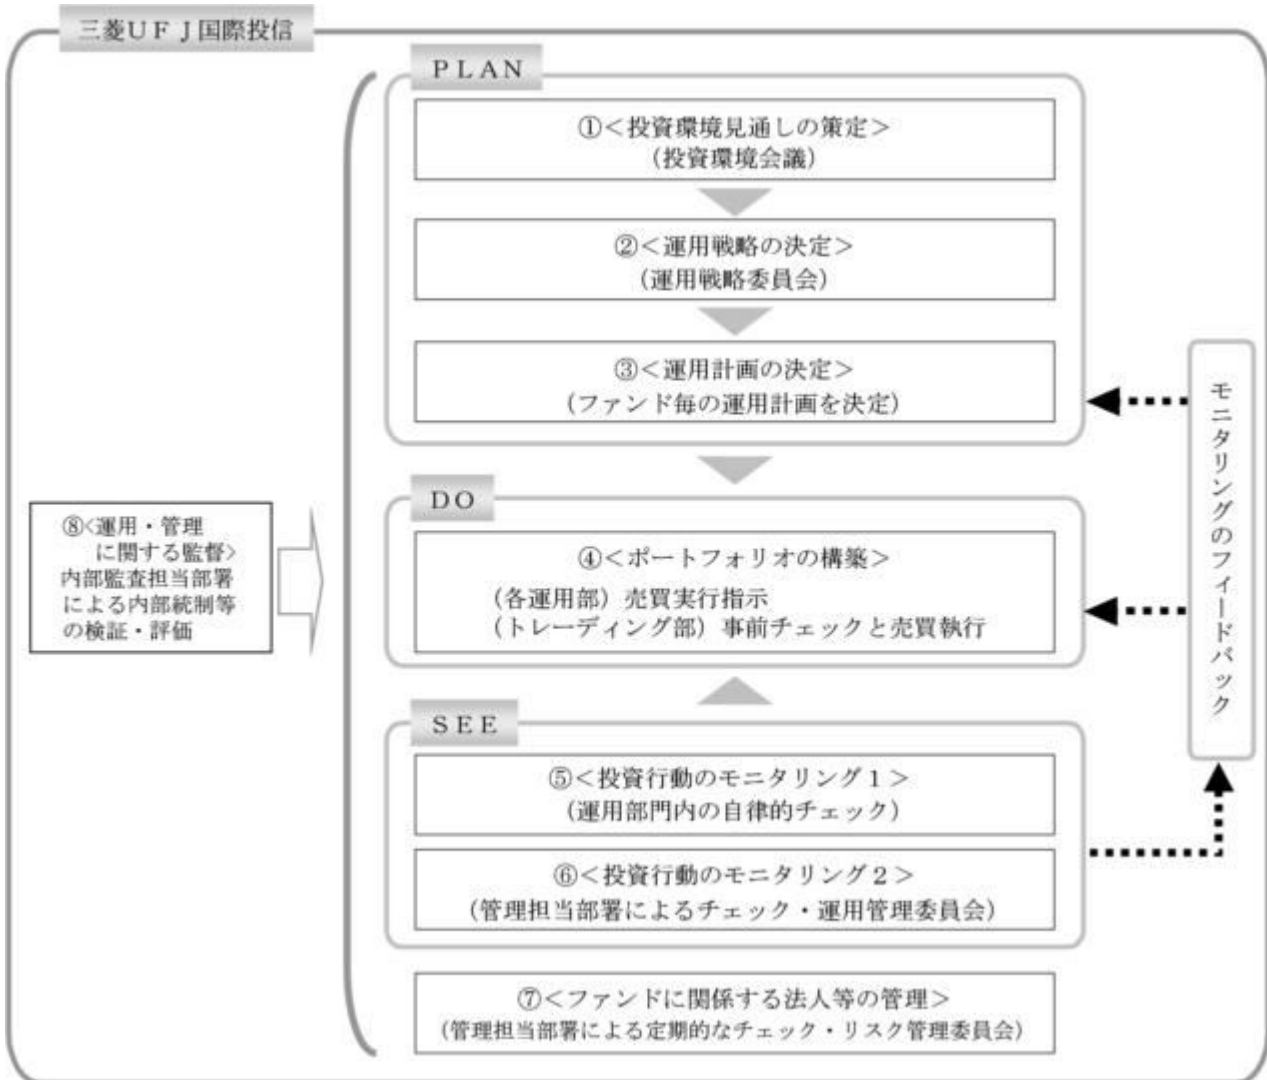 三菱UFJ国際投信
PLAN
①＜投資環境見通しの策定＞
（投資環境会議）
②＜運用戦略の決定＞
（運用戦略委員会）
③＜運用計画の決定＞
（ファンド毎の運用計画を決定）
DO
④＜ポートフォリオの構築＞
（各運用部）売買実行指示
（トレーディング部）事前チェックと売買執行
SEE
⑤＜投資行動のモニタリング１＞
（運用部門内の自律的チェック）
⑥＜投資行動のモニタリング２＞
（管理担当部署によるチェック・運用管理委員会）
⑦＜ファンドに関係する法人等の管理＞
（管理担当部署による定期的なチェック・リスク管理委員会）
⑧＜運用・管理
に関する監督＞
内部監査担当部署
による内部統制等
の検証・評価
モニタリングのフィードバック